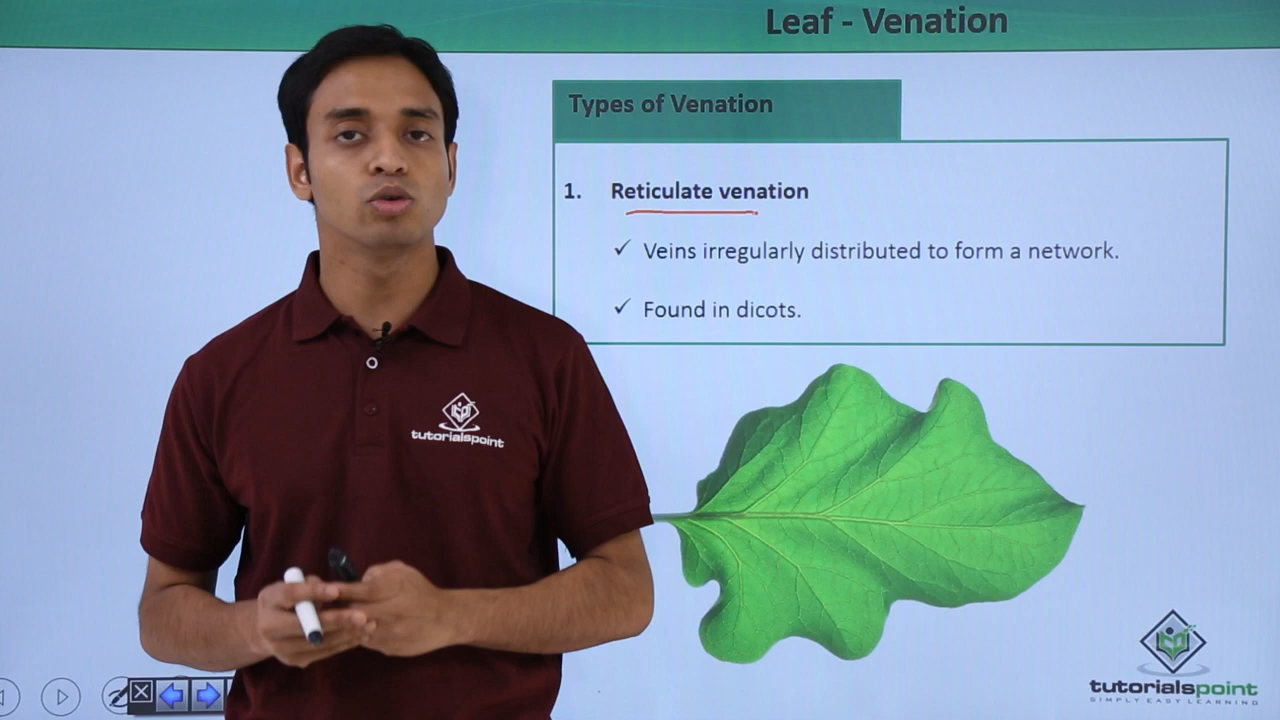 Leaf - Venation
Types of Venation
1. Reticulate venation
✓ Veins irregularly distributed to form a network.
✓ Found in dicots.
tutorialspoint
tutorialspoint
SIMPLY EASY LEARNING